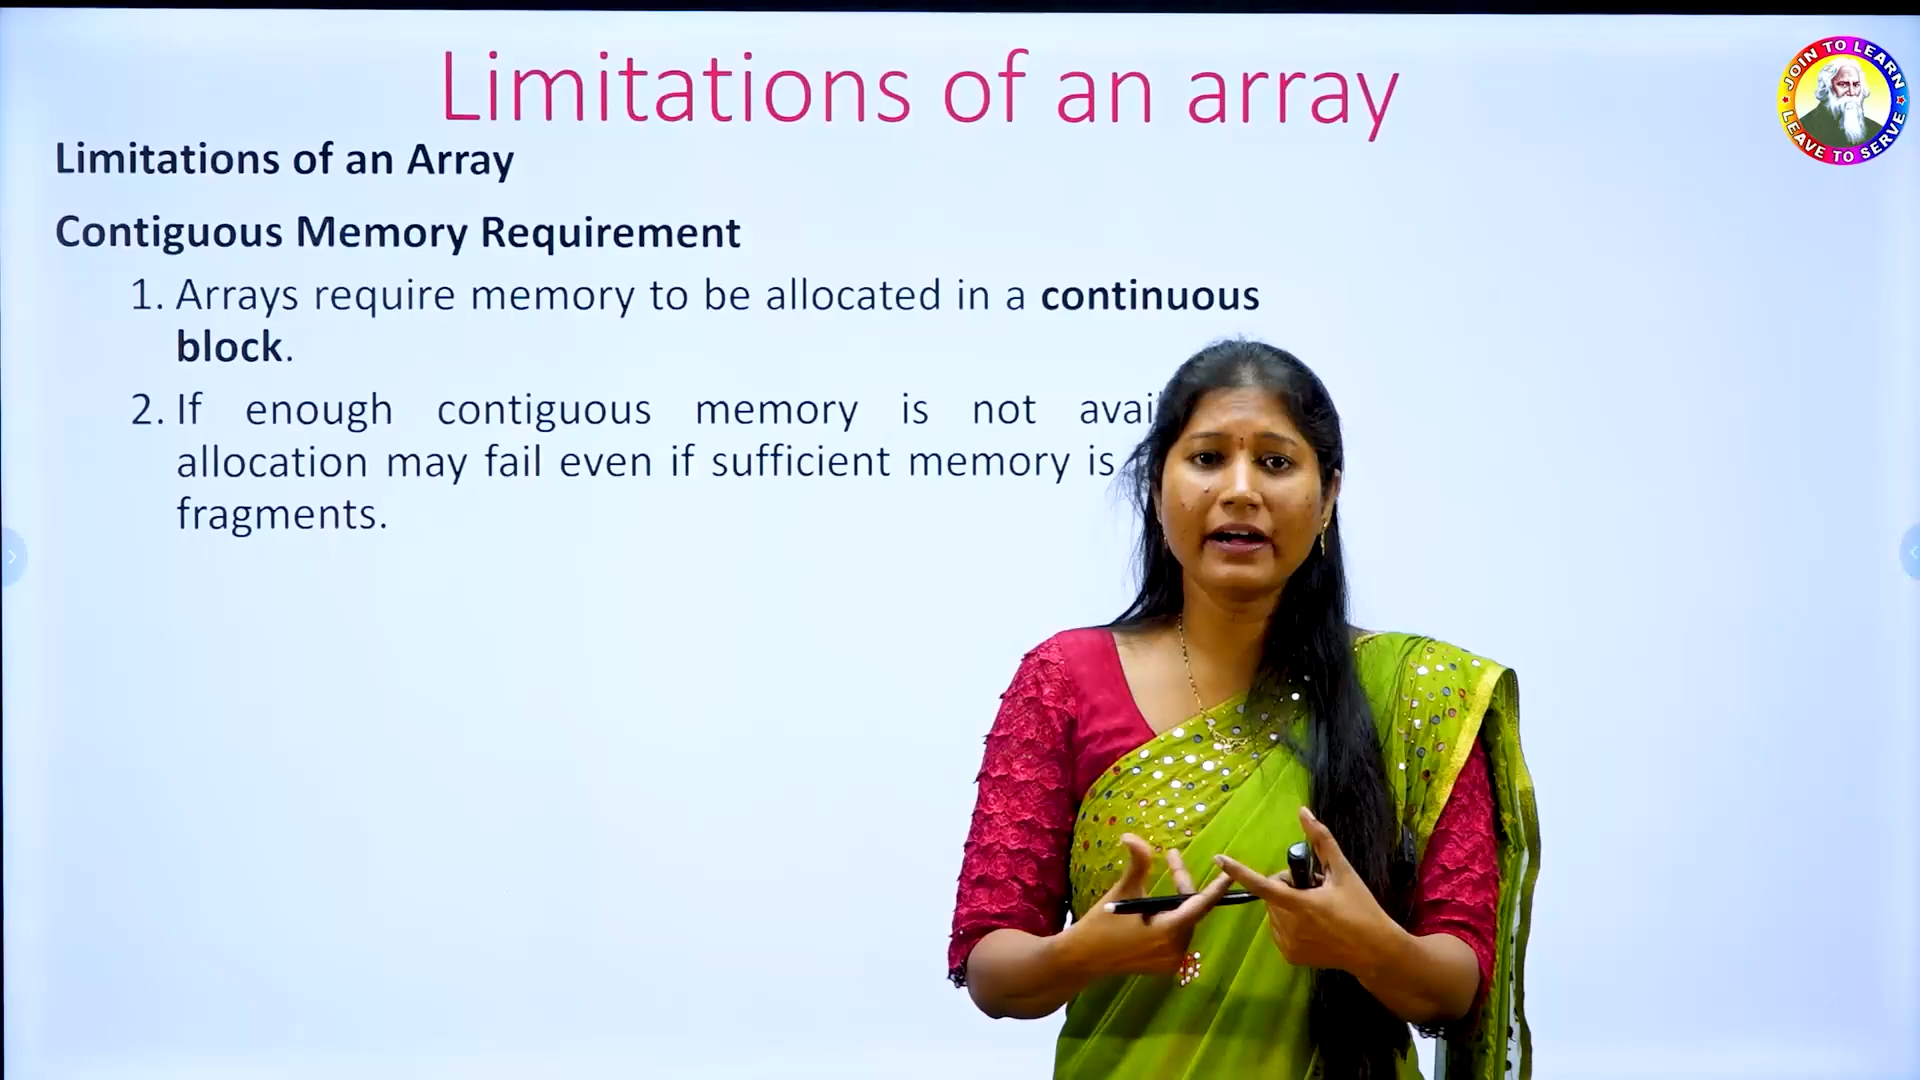 Limitations of an array
JOIN TO LEARN
LEAVE TO SERVE
Limitations of an Array
Contiguous Memory Requirement
1. Arrays require memory to be allocated in a continuous
block.
2. If enough contiguous memory is not
allocation may fail even if sufficient memory is
fragments.